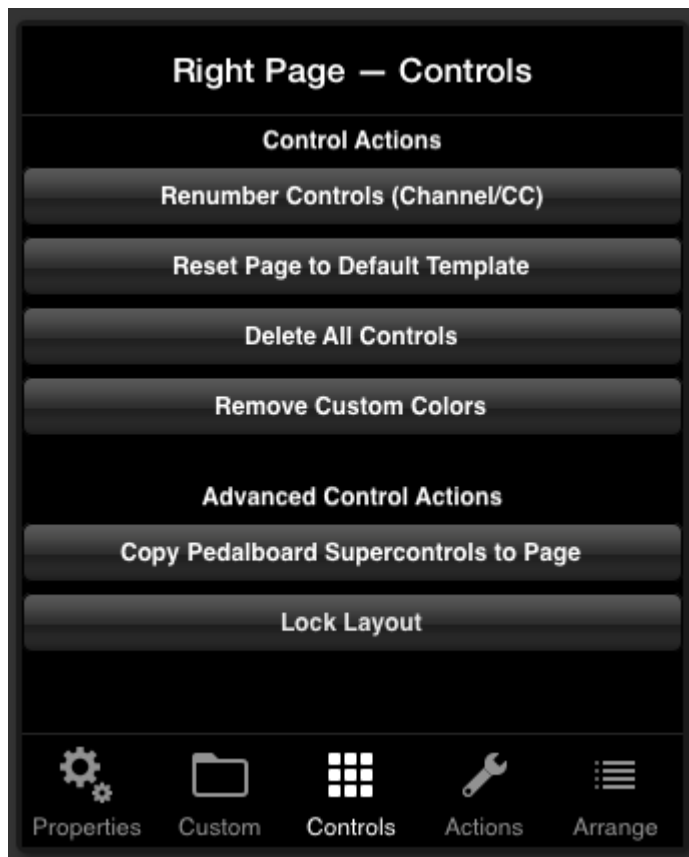 Right Page — Controls
Control Actions
Renumber Controls (Channel/CC)
Reset Page to Default Template
Delete All Controls
Remove Custom Colors
Advanced Control Actions
Copy Pedalboard Supercontrols to Page
Lock Layout
Properties Custom Controls Actions Arrange